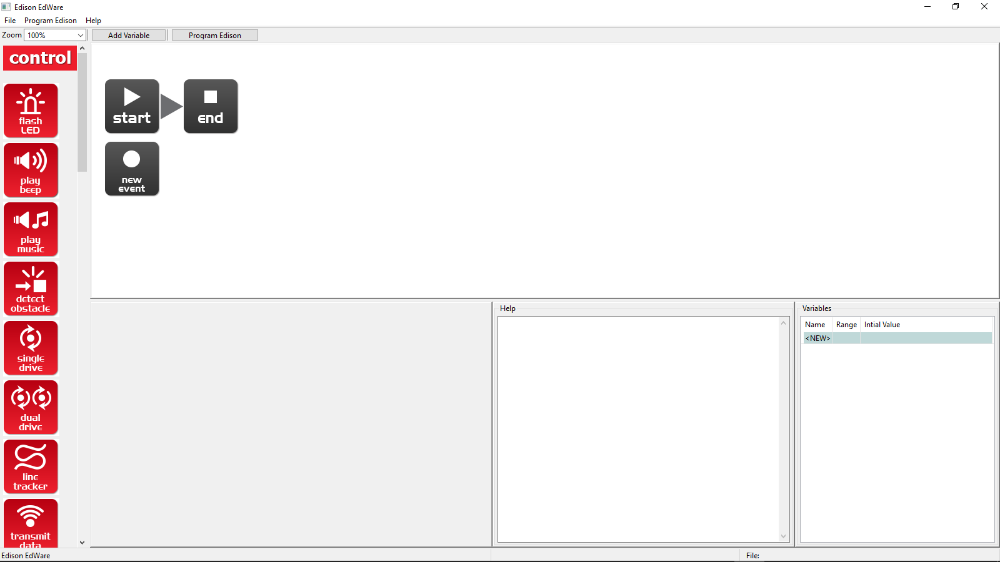 Edison EdWare
File Program Edison Help
Zoom 100% Add Variable Program Edison
control
flash
LED
play
beep
play
music
detect
obstacle
single
drive
dual
drive
line
tracker
transmit
data
start
end
new
event
Help
Variables
Name Range Intial Value
<NEW>
Edison EdWare
File: